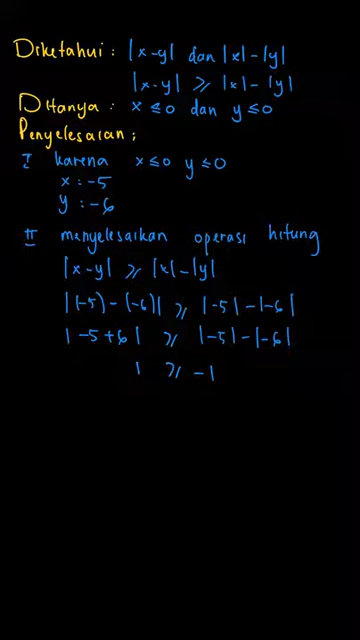 Diketahui : |x-y| dan |x|-|y|
|x-y| ⩾ |x|-|y|
Ditanya : x ≤ 0 dan y ≤ 0
Penyelesaian ;
I karena x ≤ 0 y ≤ 0
x : -5
y = -6
II menyelesaikan operasi hitung
|x-y| ⩾ |x|-|y|
|(-5) - (-6)| ⩾ |-5| - |-6|
|-5+6| ⩾ |-5| - |-6|
1 ⩾ -1